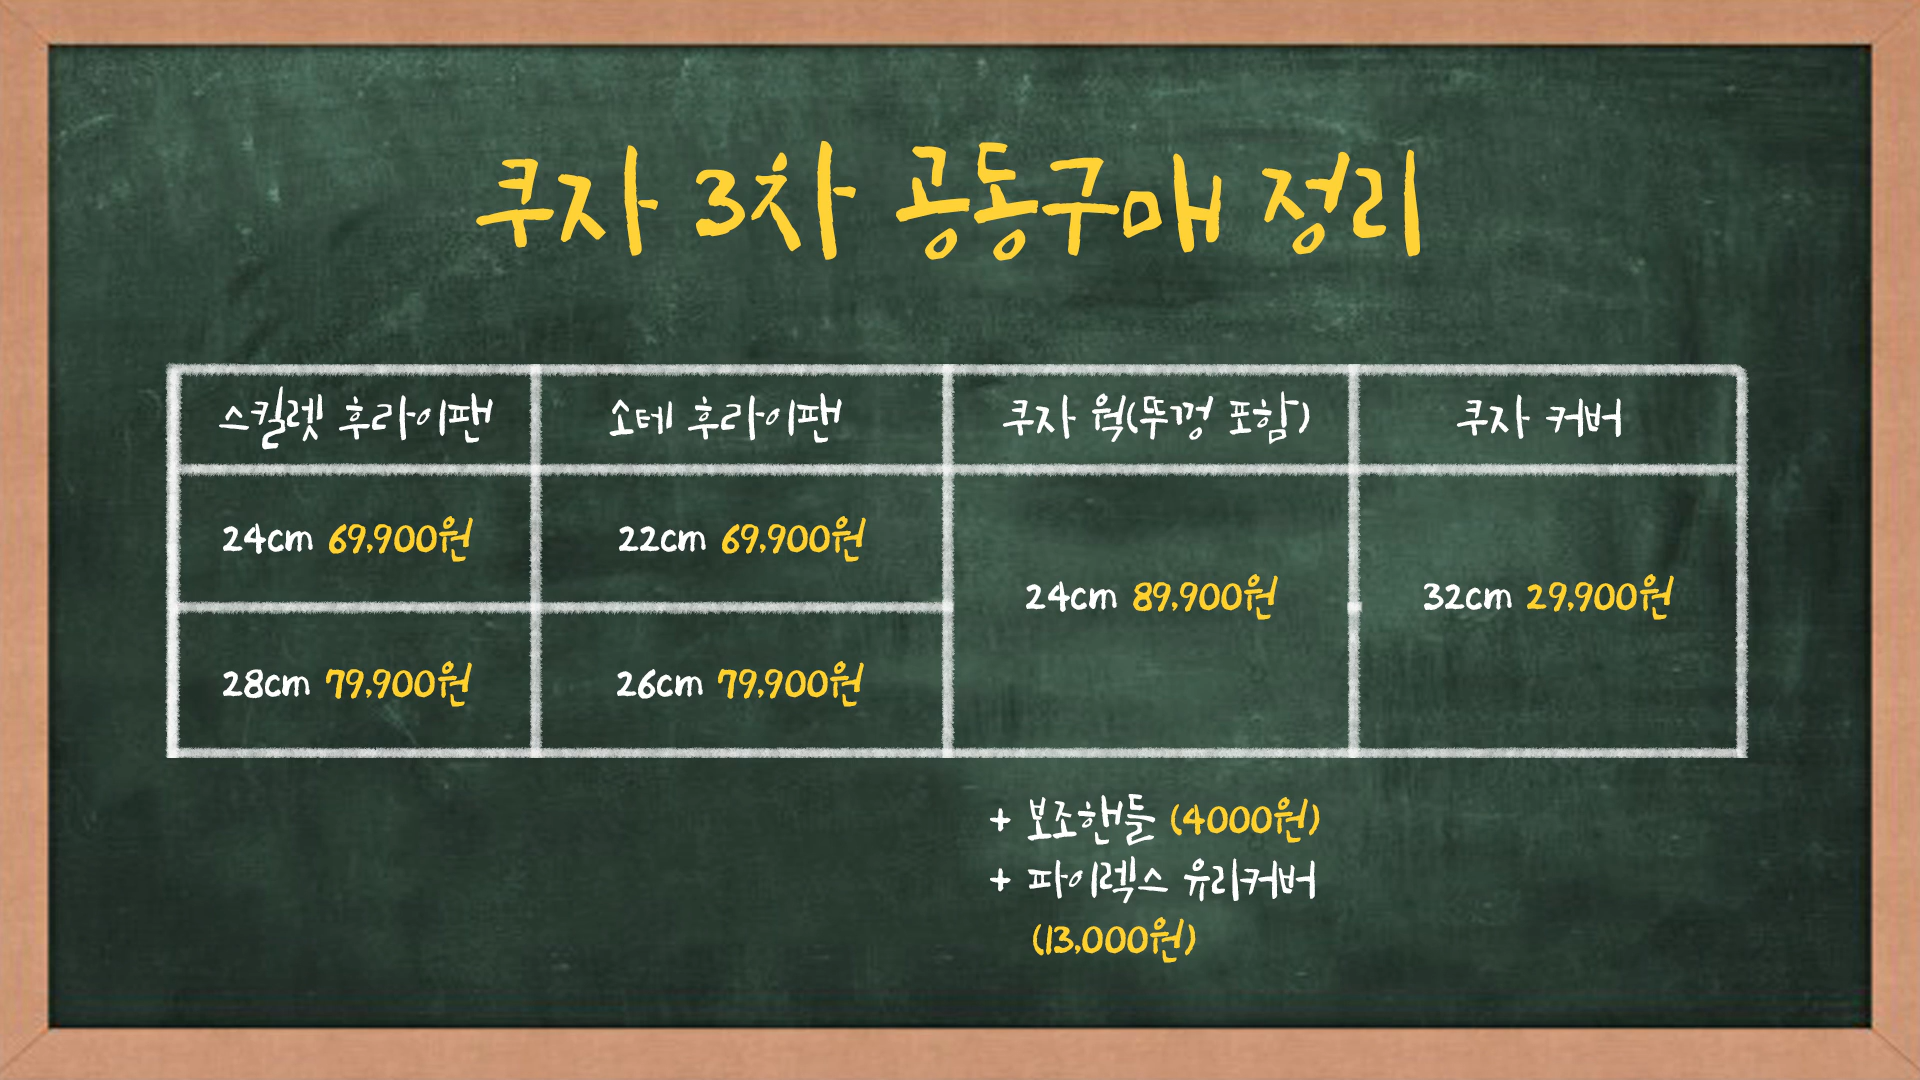 쿠자 3차 공동구매 정리
스킬렛 후라이팬 소테 후라이팬 쿠자 웍(뚜껑 포함) 쿠자 커버
24cm 69,900원 22cm 69,900원
24cm 89,900원 32cm 29,900원
28cm 79,900원 26cm 79,900원
+ 보조핸들 (4000원)
+ 파이렉스 유리커버
(13,000원)